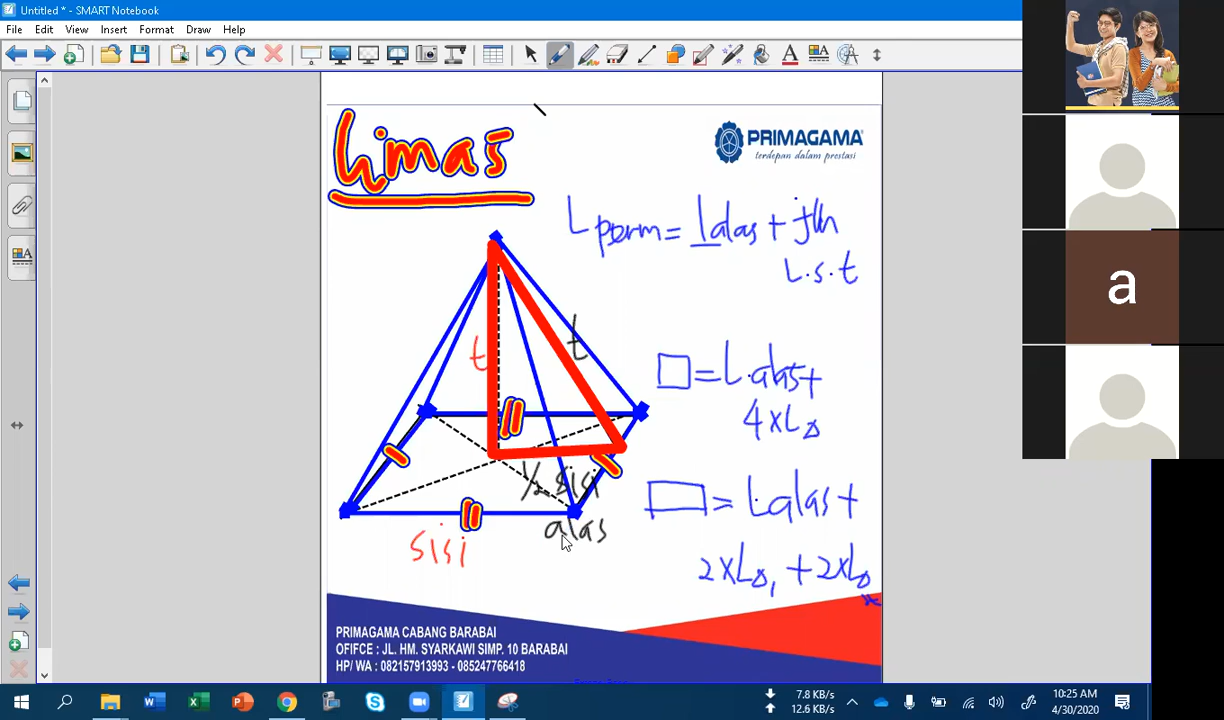 Untitled * - SMART Notebook
File Edit View Insert Format Draw Help
A
limas
PRIMAGAMA
terdepan dalam prestasi
L perm = Lalas + jlh
L.s.t
t
t
a
□ = L.alas +
4 x L△
1/2 sisi
alas
sisi
▭ = L.alas +
2 x L△, + 2 x L△
PRIMAGAMA CABANG BARABAI
OFIFCE : JL. HM. SYARKAWI SIMP. 10 BARABAI
HP/ WA : 082157913993 - 085247766418
7.8 KB/s
12.6 KB/s
10:25 AM
4/30/2020